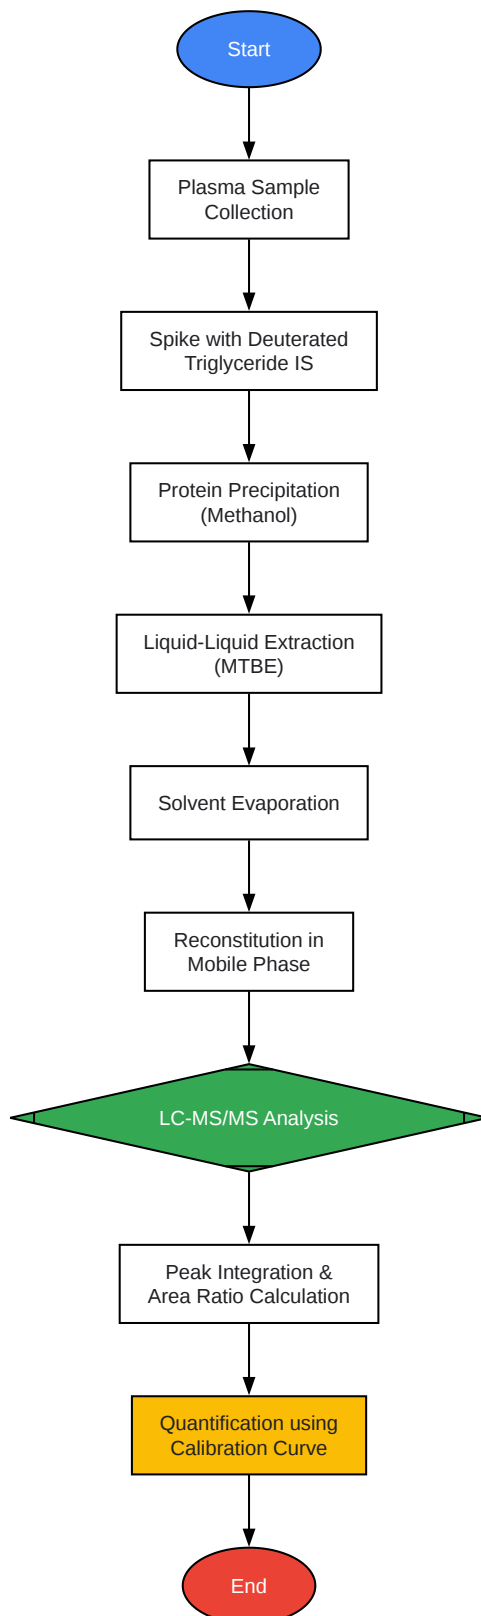 Start
Plasma Sample
Collection
Spike with Deuterated
Triglyceride IS
Protein Precipitation
(Methanol)
Liquid-Liquid Extraction
(MTBE)
Solvent Evaporation
Reconstitution in
Mobile Phase
LC-MS/MS Analysis
Peak Integration &
Area Ratio Calculation
Quantification using
Calibration Curve
End